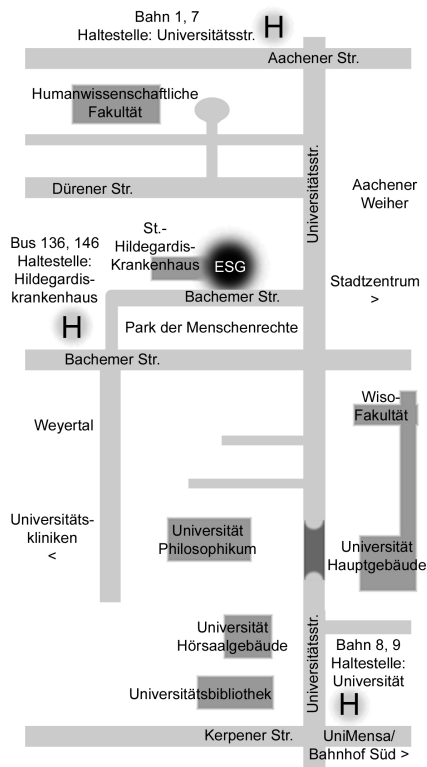 Bahn 1, 7
Haltestelle: Universitätsstr.
H
Aachener Str.
Humanwissenschaftliche
Fakultät
Universitätsstr.
Dürener Str.
Aachener
Weiher
St.-
Hildegardis-
Krankenhaus
ESG
Bus 136, 146
Haltestelle:
Hildegardis-
krankenhaus
H
Stadtzentrum
>
Bachemer Str.
Park der Menschenrechte
Bachemer Str.
Wiso-
Fakultät
Weyertal
Universitäts-
kliniken
<
Universität
Philosophikum
Universität
Hauptgebäude
Universität
Hörsaalgebäude
Universitätsstr.
Bahn 8, 9
Haltestelle:
Universität
H
Universitätsbibliothek
Kerpener Str.
UniMensa/
Bahnhof Süd >